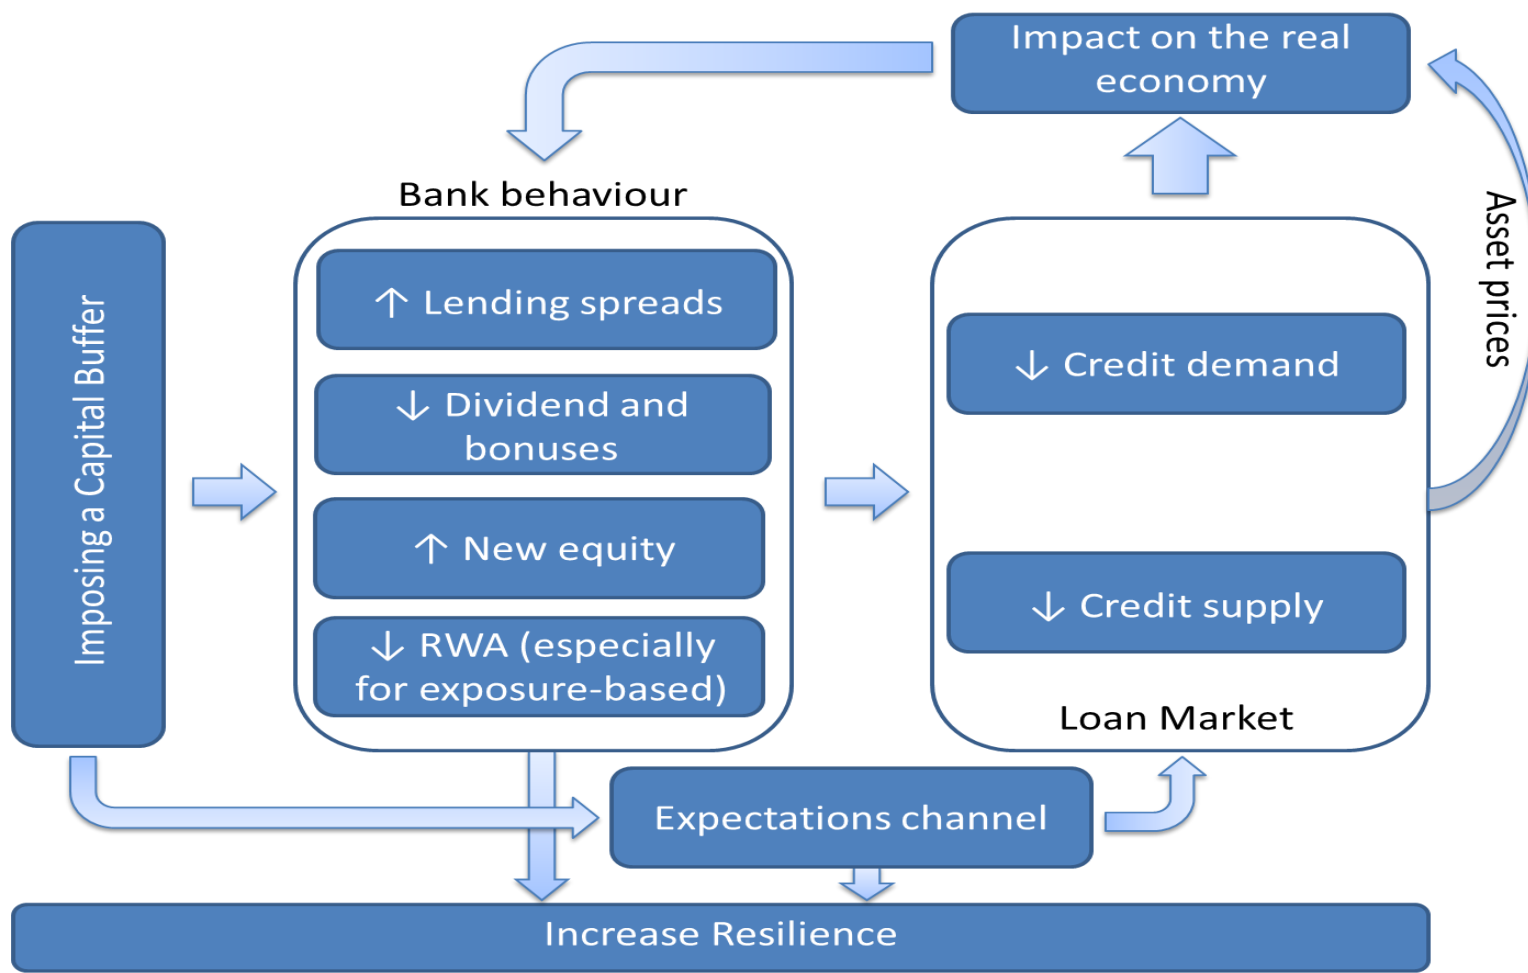 Impact on the real
economy
Bank behaviour
Imposing a Capital Buffer
↑ Lending spreads
↓ Dividend and
bonuses
↑ New equity
↓ RWA (especially
for exposure-based)
↓ Credit demand
↓ Credit supply
Loan Market
Asset prices
Expectations channel
Increase Resilience